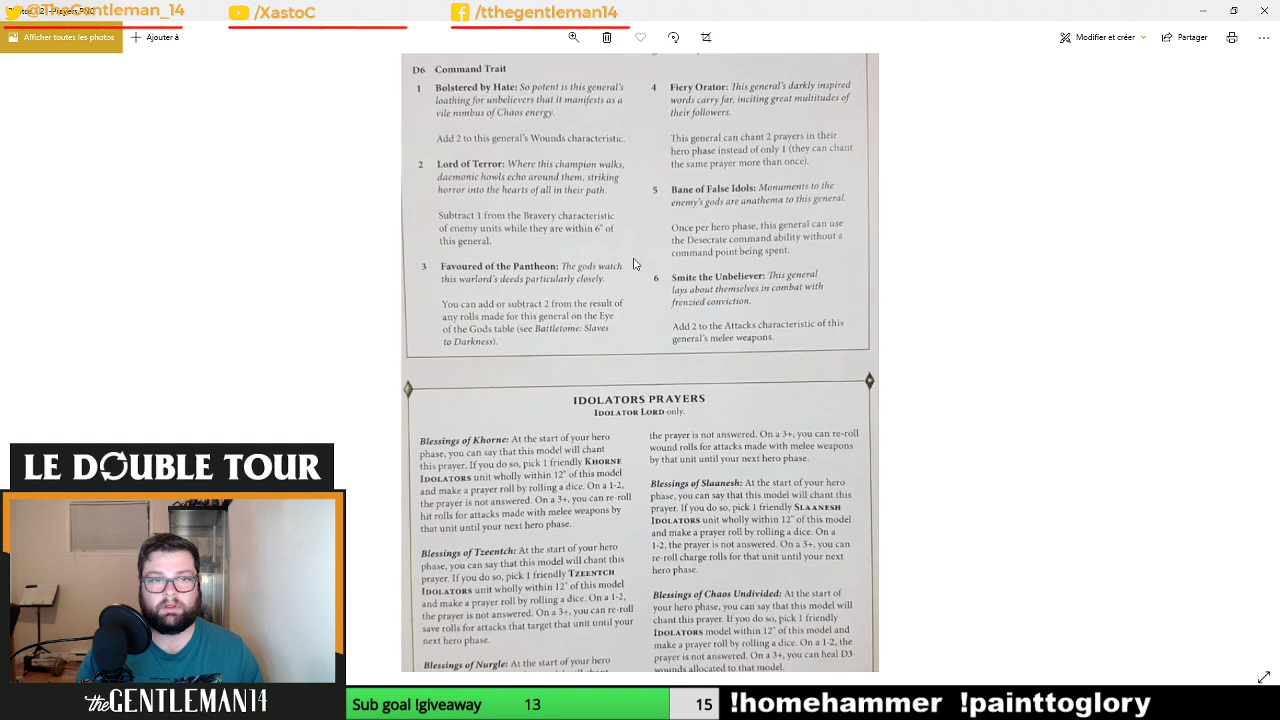 @Thegentleman_14
/XastoC
/tthegentleman14
Afficher toutes les photos
Ajouter à
Modifier et créer
Partager
D6 Command Trait
1 Bolstered by Hate: So potent is this general's
loathing for unbelievers that it manifests as a
vile nimbus of Chaos energy.
Add 2 to this general's Wounds characteristic.
2 Lord of Terror: Where this champion walks,
daemonic howls echo around them, striking
horror into the hearts of all in their path.
Subtract 1 from the Bravery characteristic
of enemy units while they are within 6" of
this general.
3 Favoured of the Pantheon: The gods watch
this warlord's deeds particularly closely.
You can add or subtract 2 from the result of
any rolls made for this general on the Eye
of the Gods table (see Battletome: Slaves
to Darkness).
4 Fiery Orator: This general's darkly inspired
words carry far, inciting great multitudes of
their followers.
This general can chant 2 prayers in their
hero phase instead of only 1 (they can chant
the same prayer more than once).
5 Bane of False Idols: Monuments to the
enemy's gods are anathema to this general.
Once per hero phase, this general can use
the Desecrate command ability without a
command point being spent.
6 Smite the Unbeliever: This general
lays about themselves in combat with
frenzied conviction.
Add 2 to the Attacks characteristic of this
general's melee weapons.
IDOLATORS PRAYERS
IDOLATOR LORD only.
Blessings of Khorne: At the start of your hero
phase, you can say that this model will chant
this prayer. If you do so, pick 1 friendly KHORNE
IDOLATORS unit wholly within 12" of this model
and make a prayer roll by rolling a dice. On a 1-2,
the prayer is not answered. On a 3+, you can re-roll
hit rolls for attacks made with melee weapons by
that unit until your next hero phase.
Blessings of Tzeentch: At the start of your hero
phase, you can say that this model will chant this
prayer. If you do so, pick 1 friendly TZEENTCH
IDOLATORS unit wholly within 12" of this model
and make a prayer roll by rolling a dice. On a 1-2,
the prayer is not answered. On a 3+, you can re-roll
save rolls for attacks that target that unit until your
next hero phase.
Blessings of Nurgle: At the start of your hero
the prayer is not answered. On a 3+, you can re-roll
wound rolls for attacks made with melee weapons
by that unit until your next hero phase.
Blessings of Slaanesh: At the start of your hero
phase, you can say that this model will chant this
prayer. If you do so, pick 1 friendly SLAANESH
IDOLATORS unit wholly within 12" of this model
and make a prayer roll by rolling a dice. On a
1-2, the prayer is not answered. On a 3+, you can
re-roll charge rolls for that unit until your next
hero phase.
Blessings of Chaos Undivided: At the start of
your hero phase, you can say that this model will
chant this prayer. If you do so, pick 1 friendly
IDOLATORS model within 12" of this model and
make a prayer roll by rolling a dice. On a 1-2, the
prayer is not answered. On a 3+, you can heal D3
wounds allocated to that model.
LE DOUBLE TOUR
theGENTLEMAN14
Sub goal !giveaway 13 15
!homehammer !painttoglory